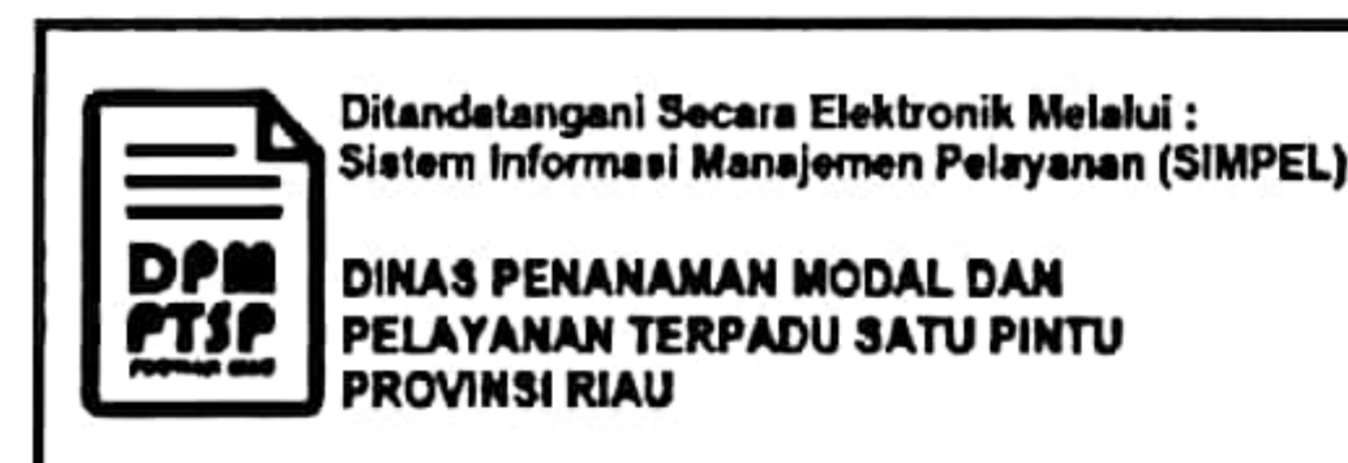 Ditandatangani Secara Elektronik Melalui :
Sistem Informasi Manajemen Pelayanan (SIMPEL)
DPM
PTSP
DINAS PENANAMAN MODAL DAN
PELAYANAN TERPADU SATU PINTU
PROVINSI RIAU